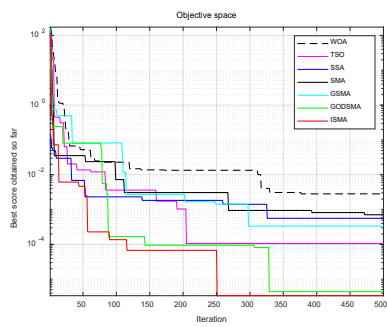 Objective space
10^2
10^0
10^-2
10^-4
Best score obtained so far
WOA
TSO
SSA
SMA
GSMA
GODSMA
ISMA
50 100 150 200 250 300 350 400 450 500
Iteration